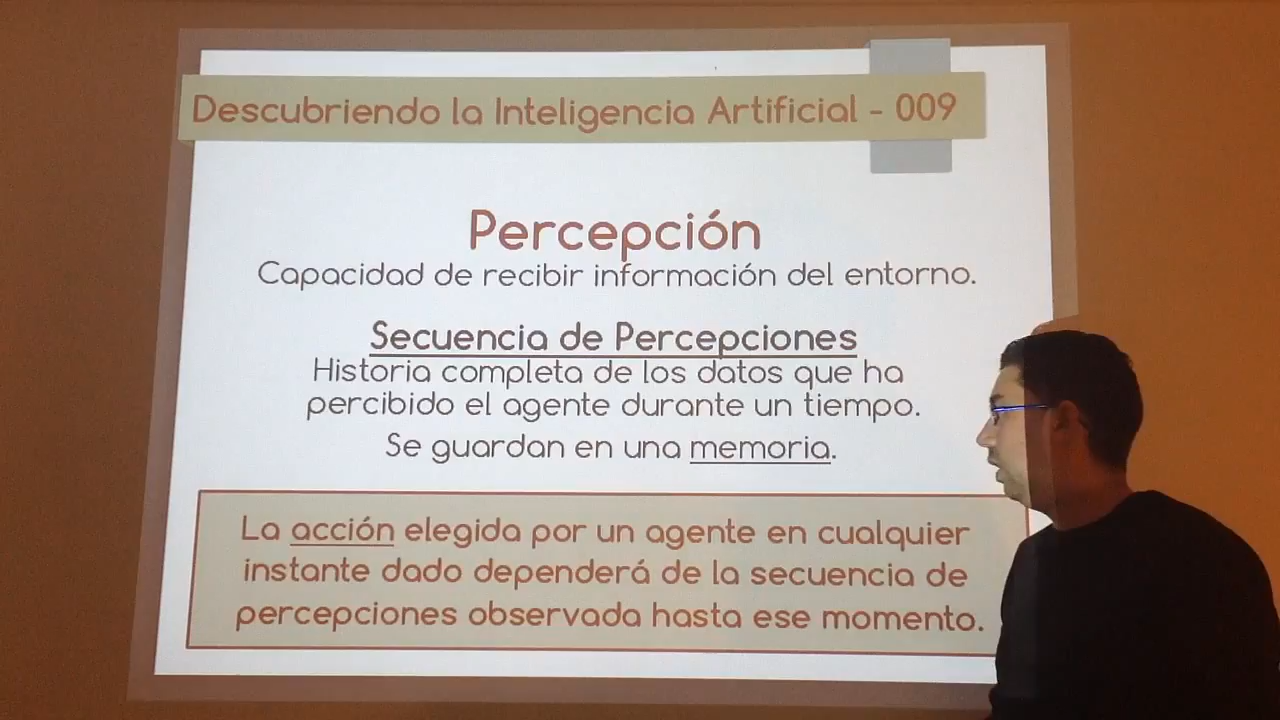 Descubriendo la Inteligencia Artificial - 009
Percepción
Capacidad de recibir información del entorno.
Secuencia de Percepciones
Historia completa de los datos que ha
percibido el agente durante un tiempo.
Se guardan en una memoria.
La acción elegida por un agente en cualquier
instante dado dependerá de la secuencia de
percepciones observada hasta ese momento.